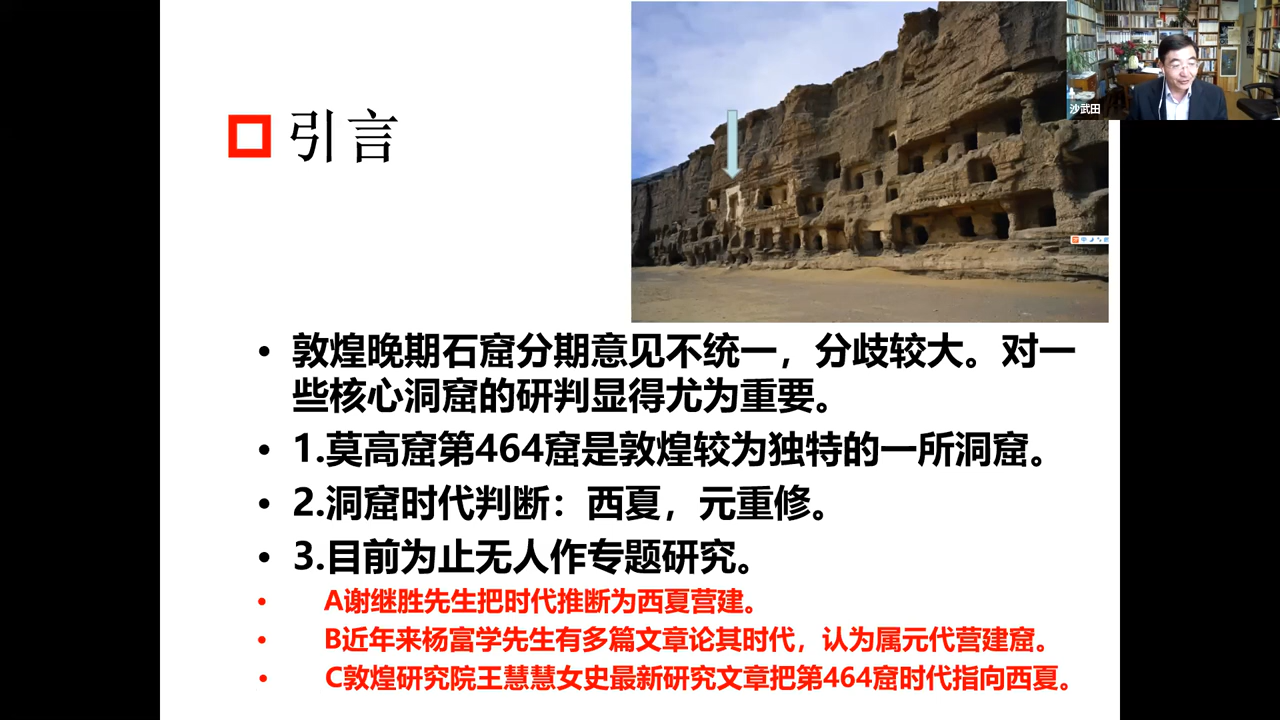 沙武田
引言
敦煌晚期石窟分期意见不统一，分歧较大。对一
些核心洞窟的研判显得尤为重要。
1.莫高窟第464窟是敦煌较为独特的一所洞窟。
2.洞窟时代判断：西夏，元重修。
3.目前为止无人作专题研究。
A谢继胜先生把时代推断为西夏营建。
B近年来杨富学先生有多篇文章论其时代，认为属元代营建窟。
C敦煌研究院王慧慧女史最新研究文章把第464窟时代指向西夏。